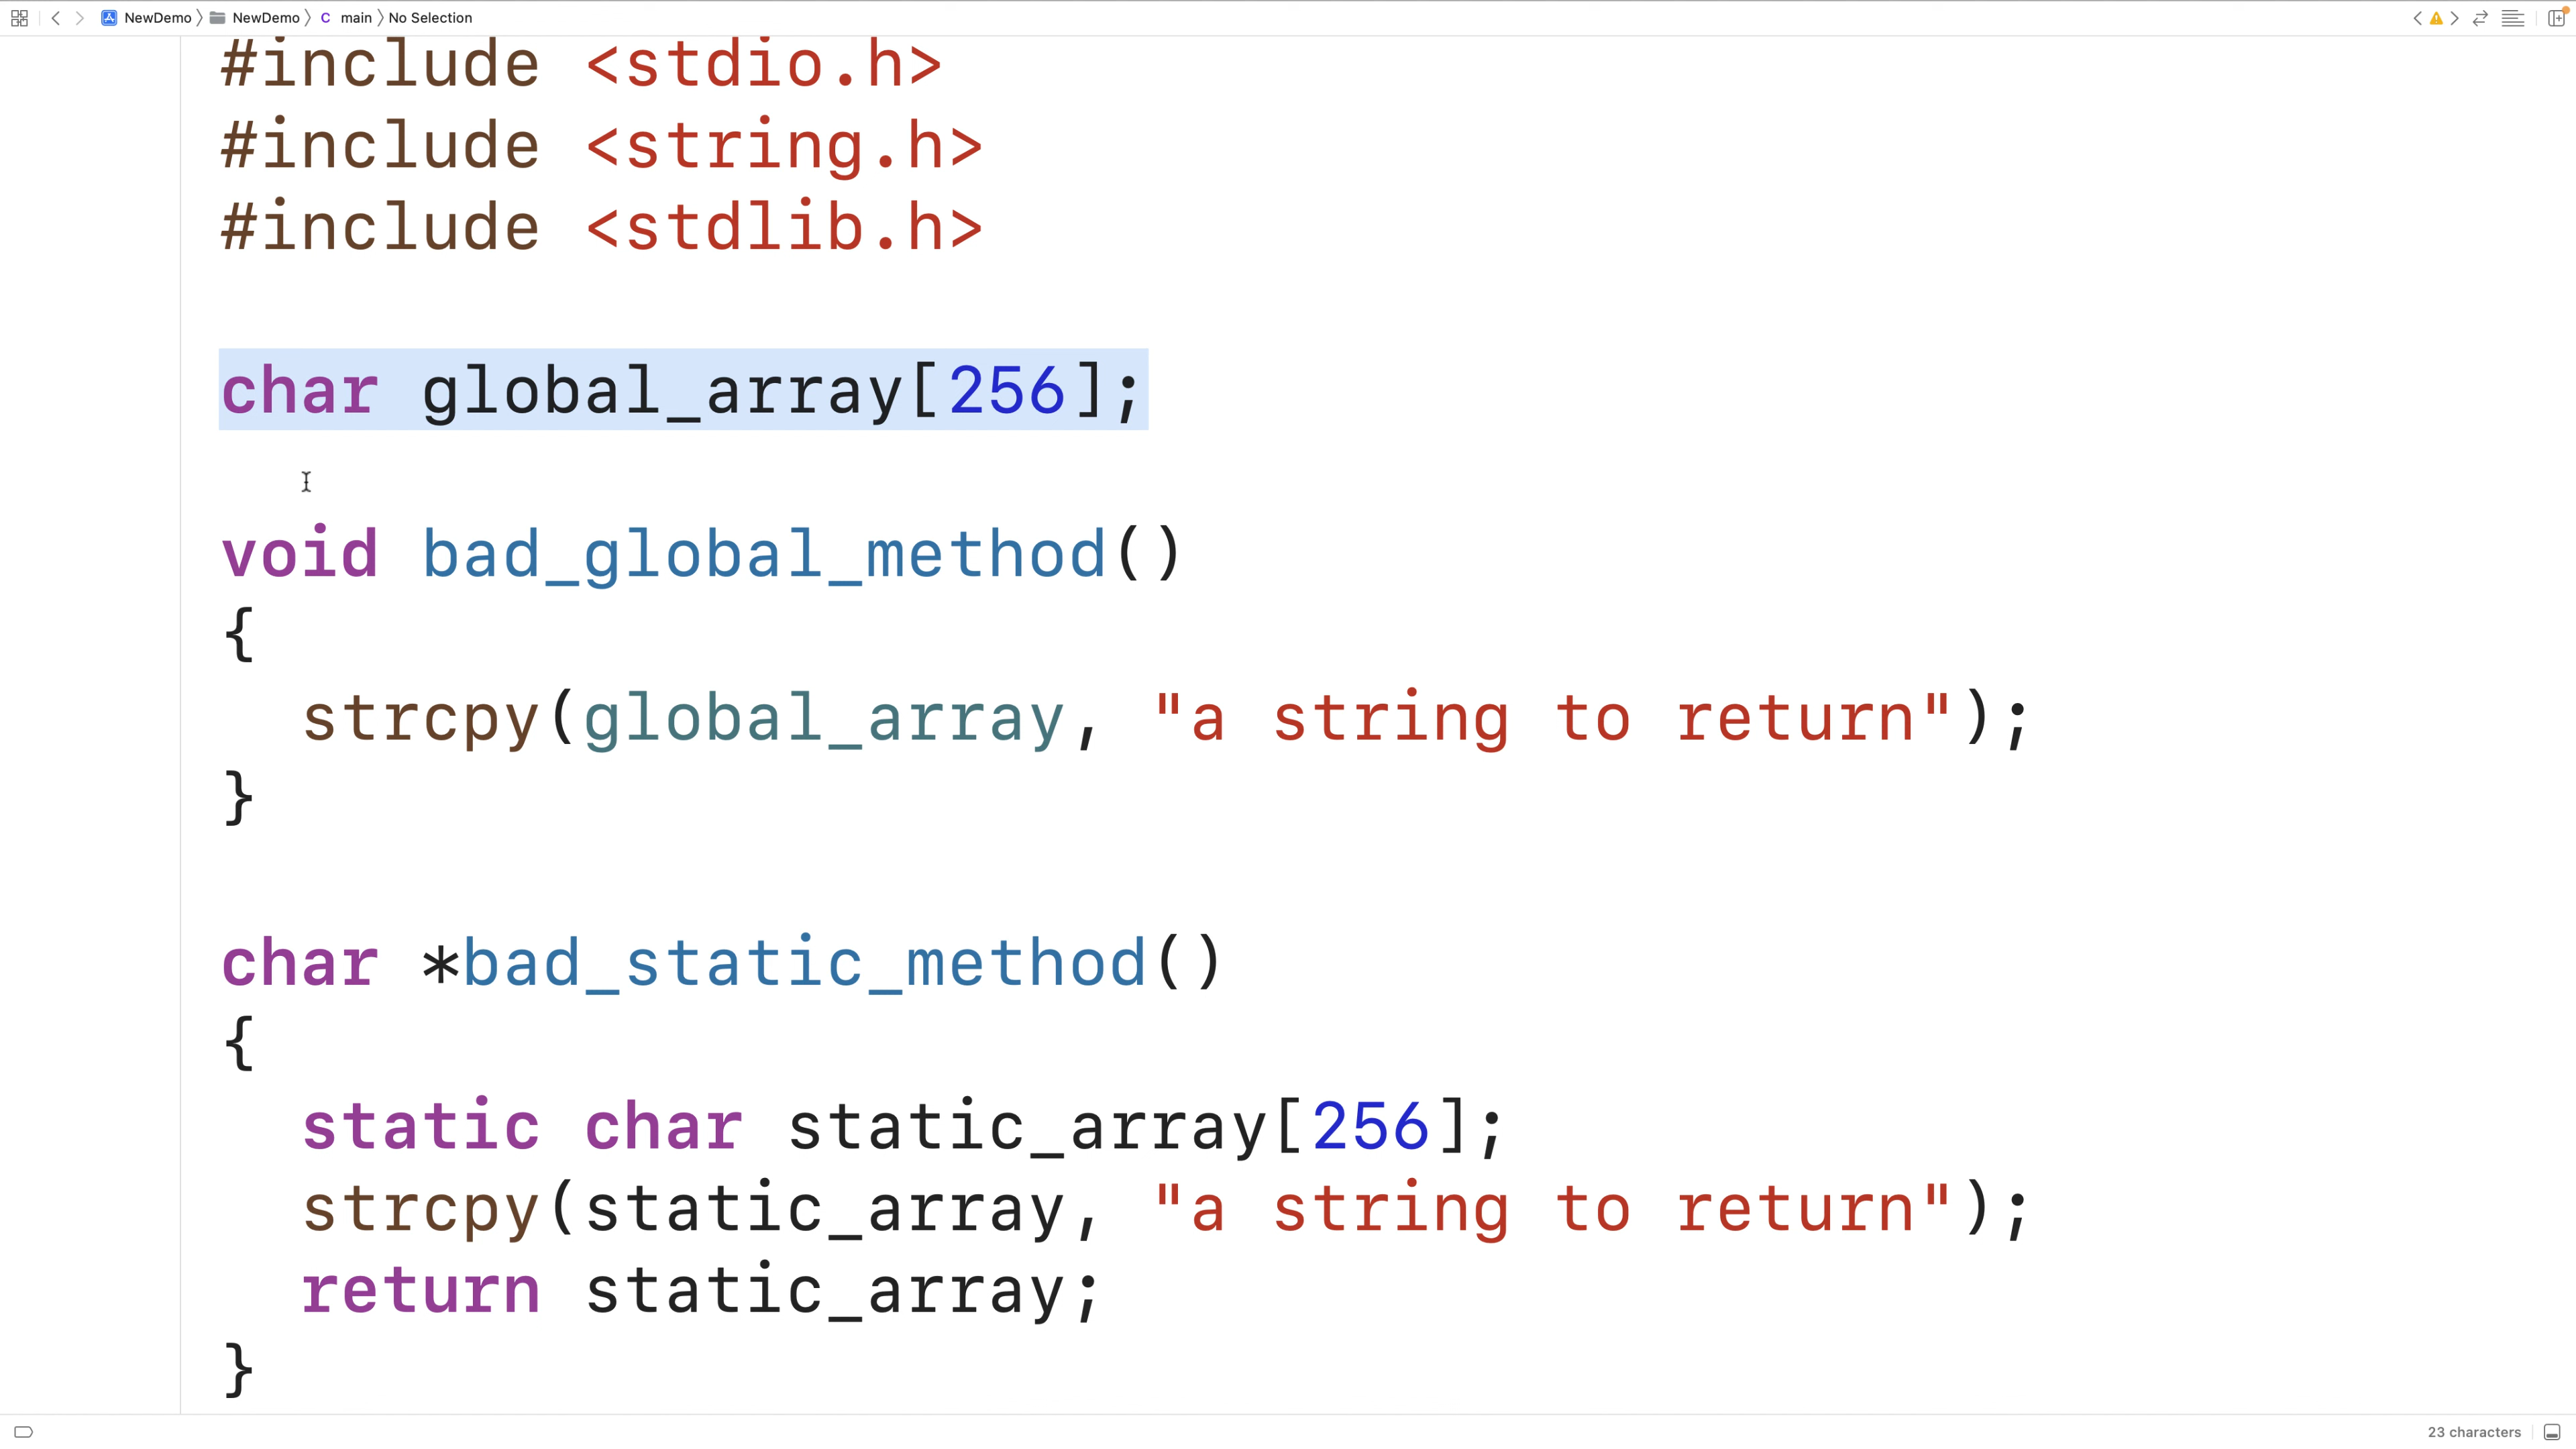 NewDemo NewDemo C main No Selection
#include <stdio.h>
#include <string.h>
#include <stdlib.h>
char global_array[256];
void bad_global_method()
{
strcpy(global_array, "a string to return");
}
char *bad_static_method()
{
static char static_array[256];
strcpy(static_array, "a string to return");
return static_array;
}
23 characters